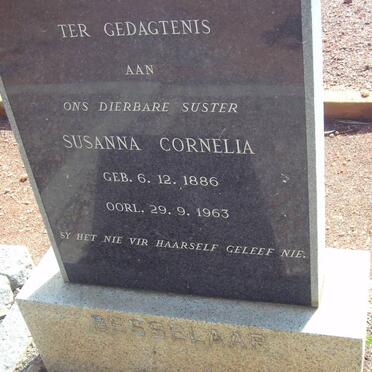 TER GEDAGTENIS
AAN
ONS DIERBARE SUSTER
SUSANNA CORNELIA
GEB. 6. 12. 1886
OORL. 29. 9. 1963
SY HET NIE VIR HAARSELF GELEEF NIE.
BESSELAAR